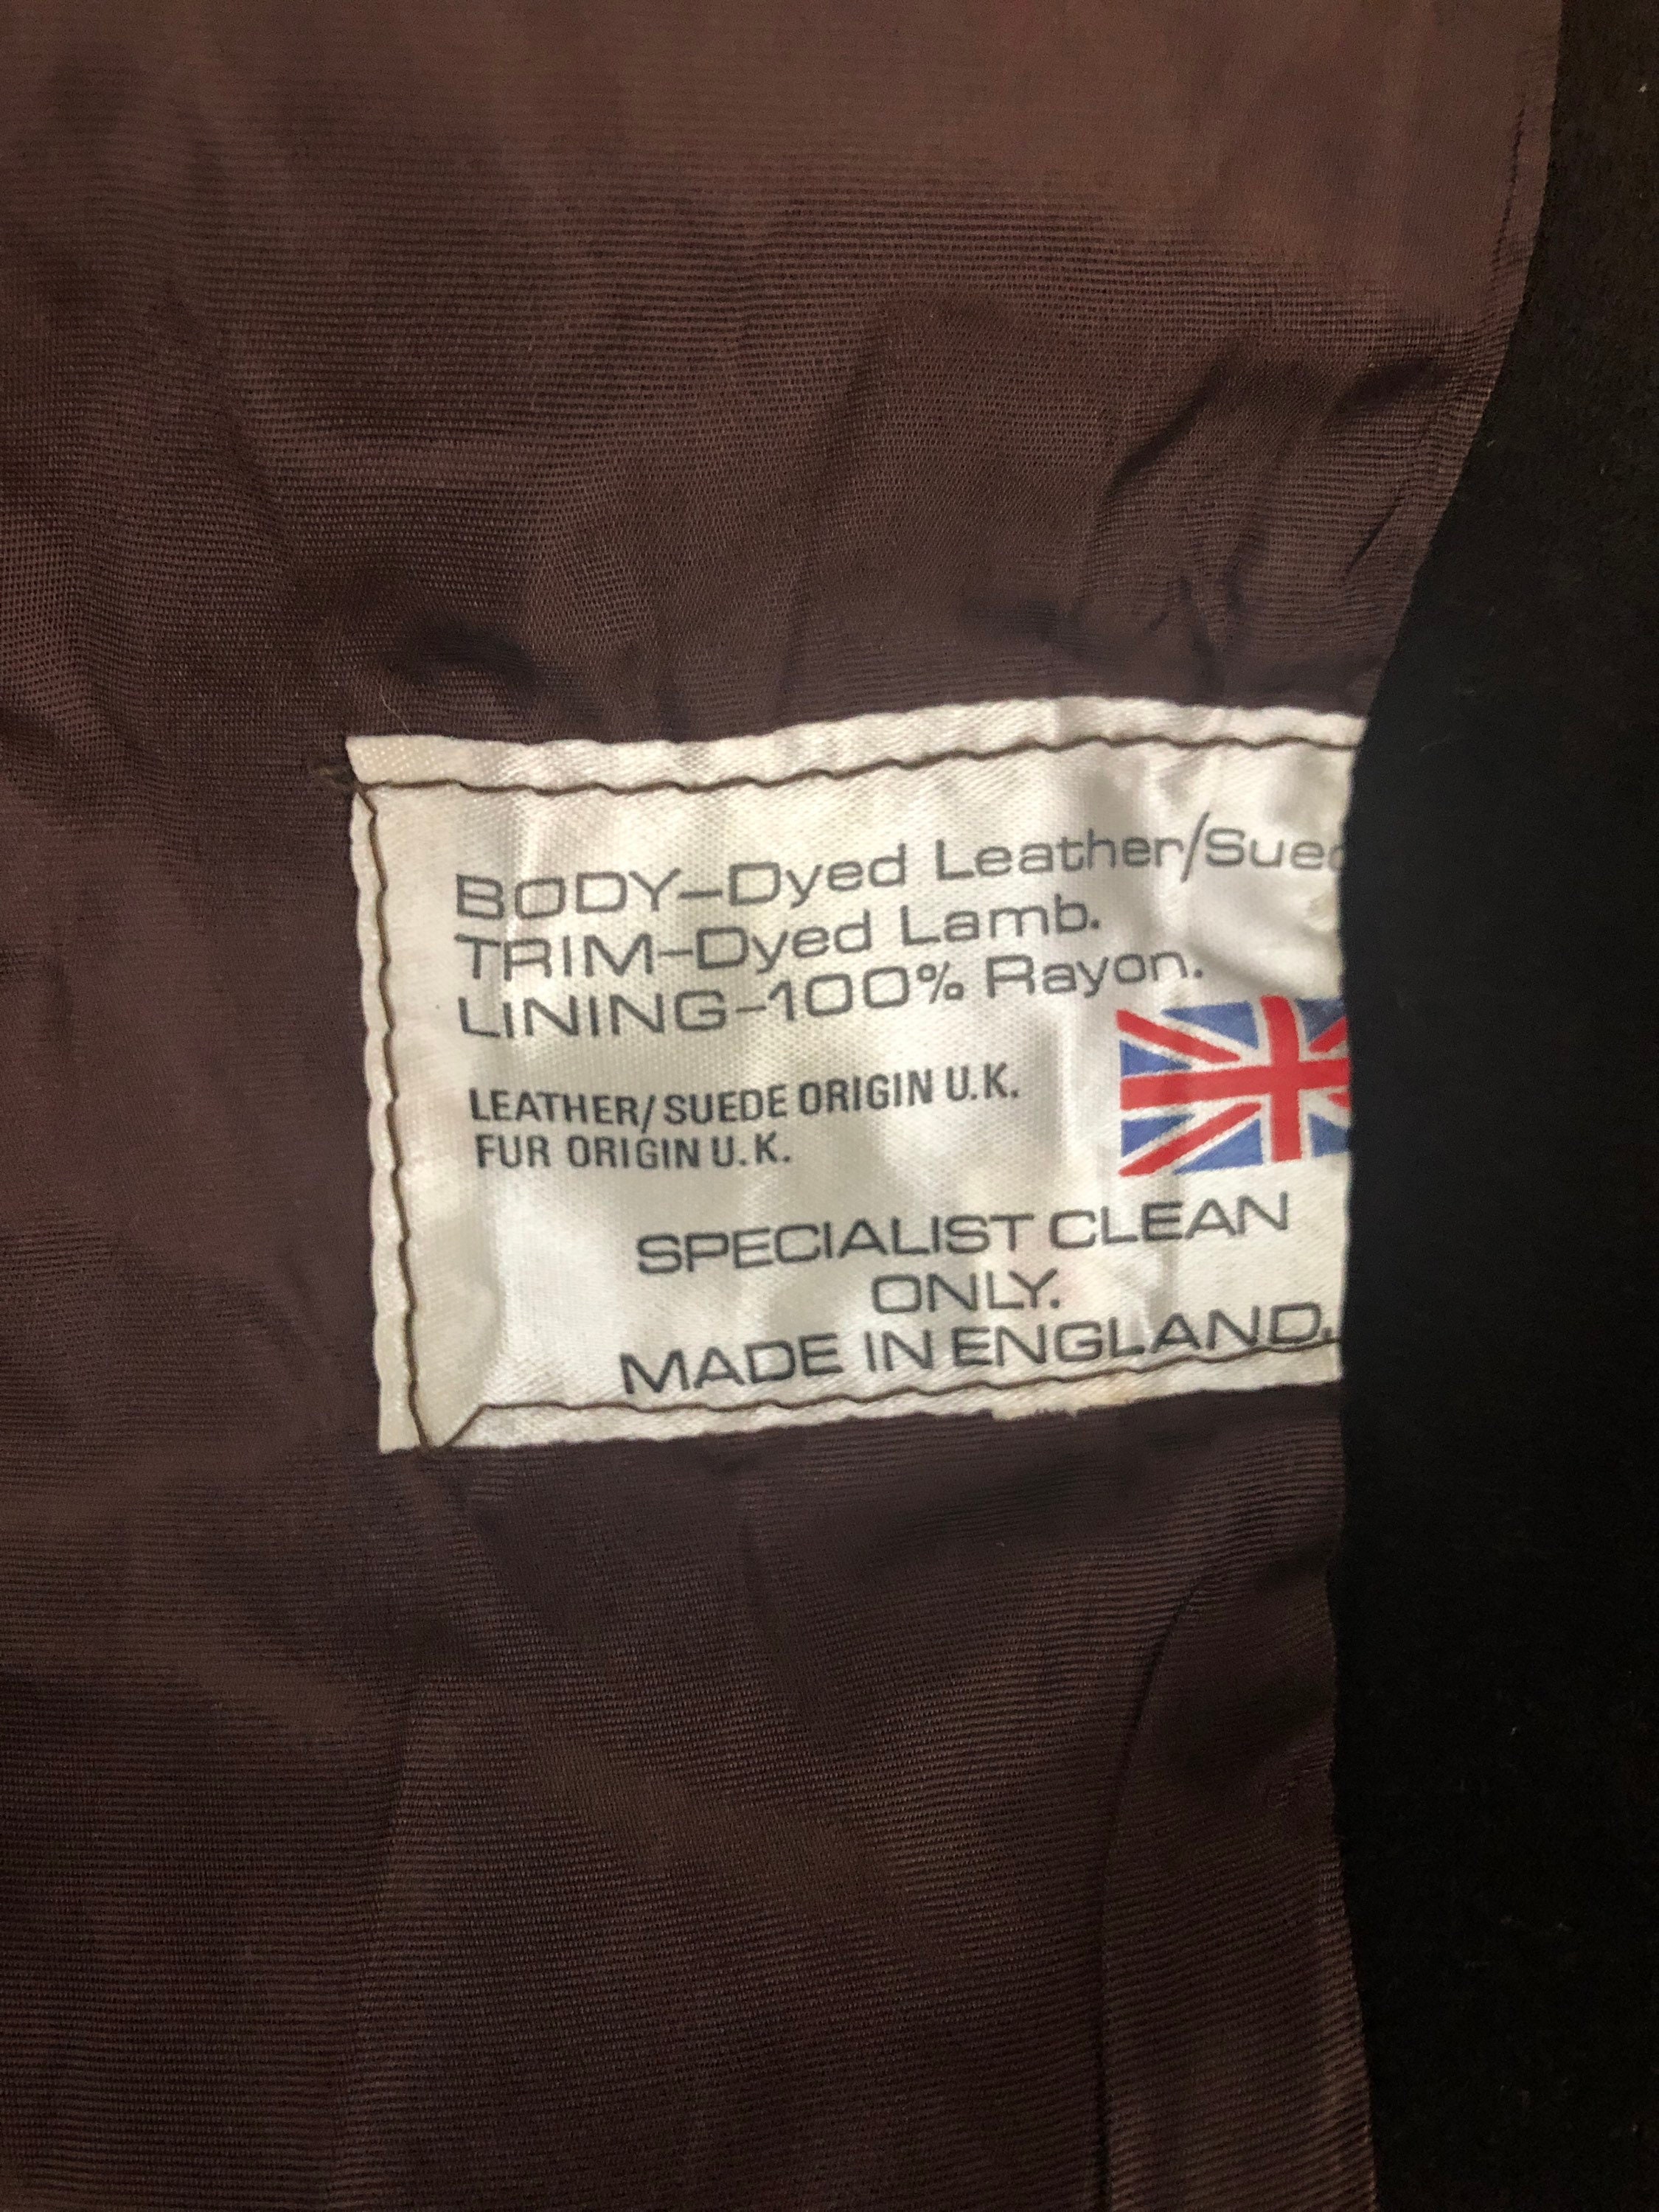 BODY-Dyed Leather/Sued
TRIM-Dyed Lamb.
LINING-100% Rayon.
LEATHER/SUEDE ORIGIN U.K.
FUR ORIGIN U.K.
SPECIALIST CLEAN
ONLY.
MADE IN ENGLAND.